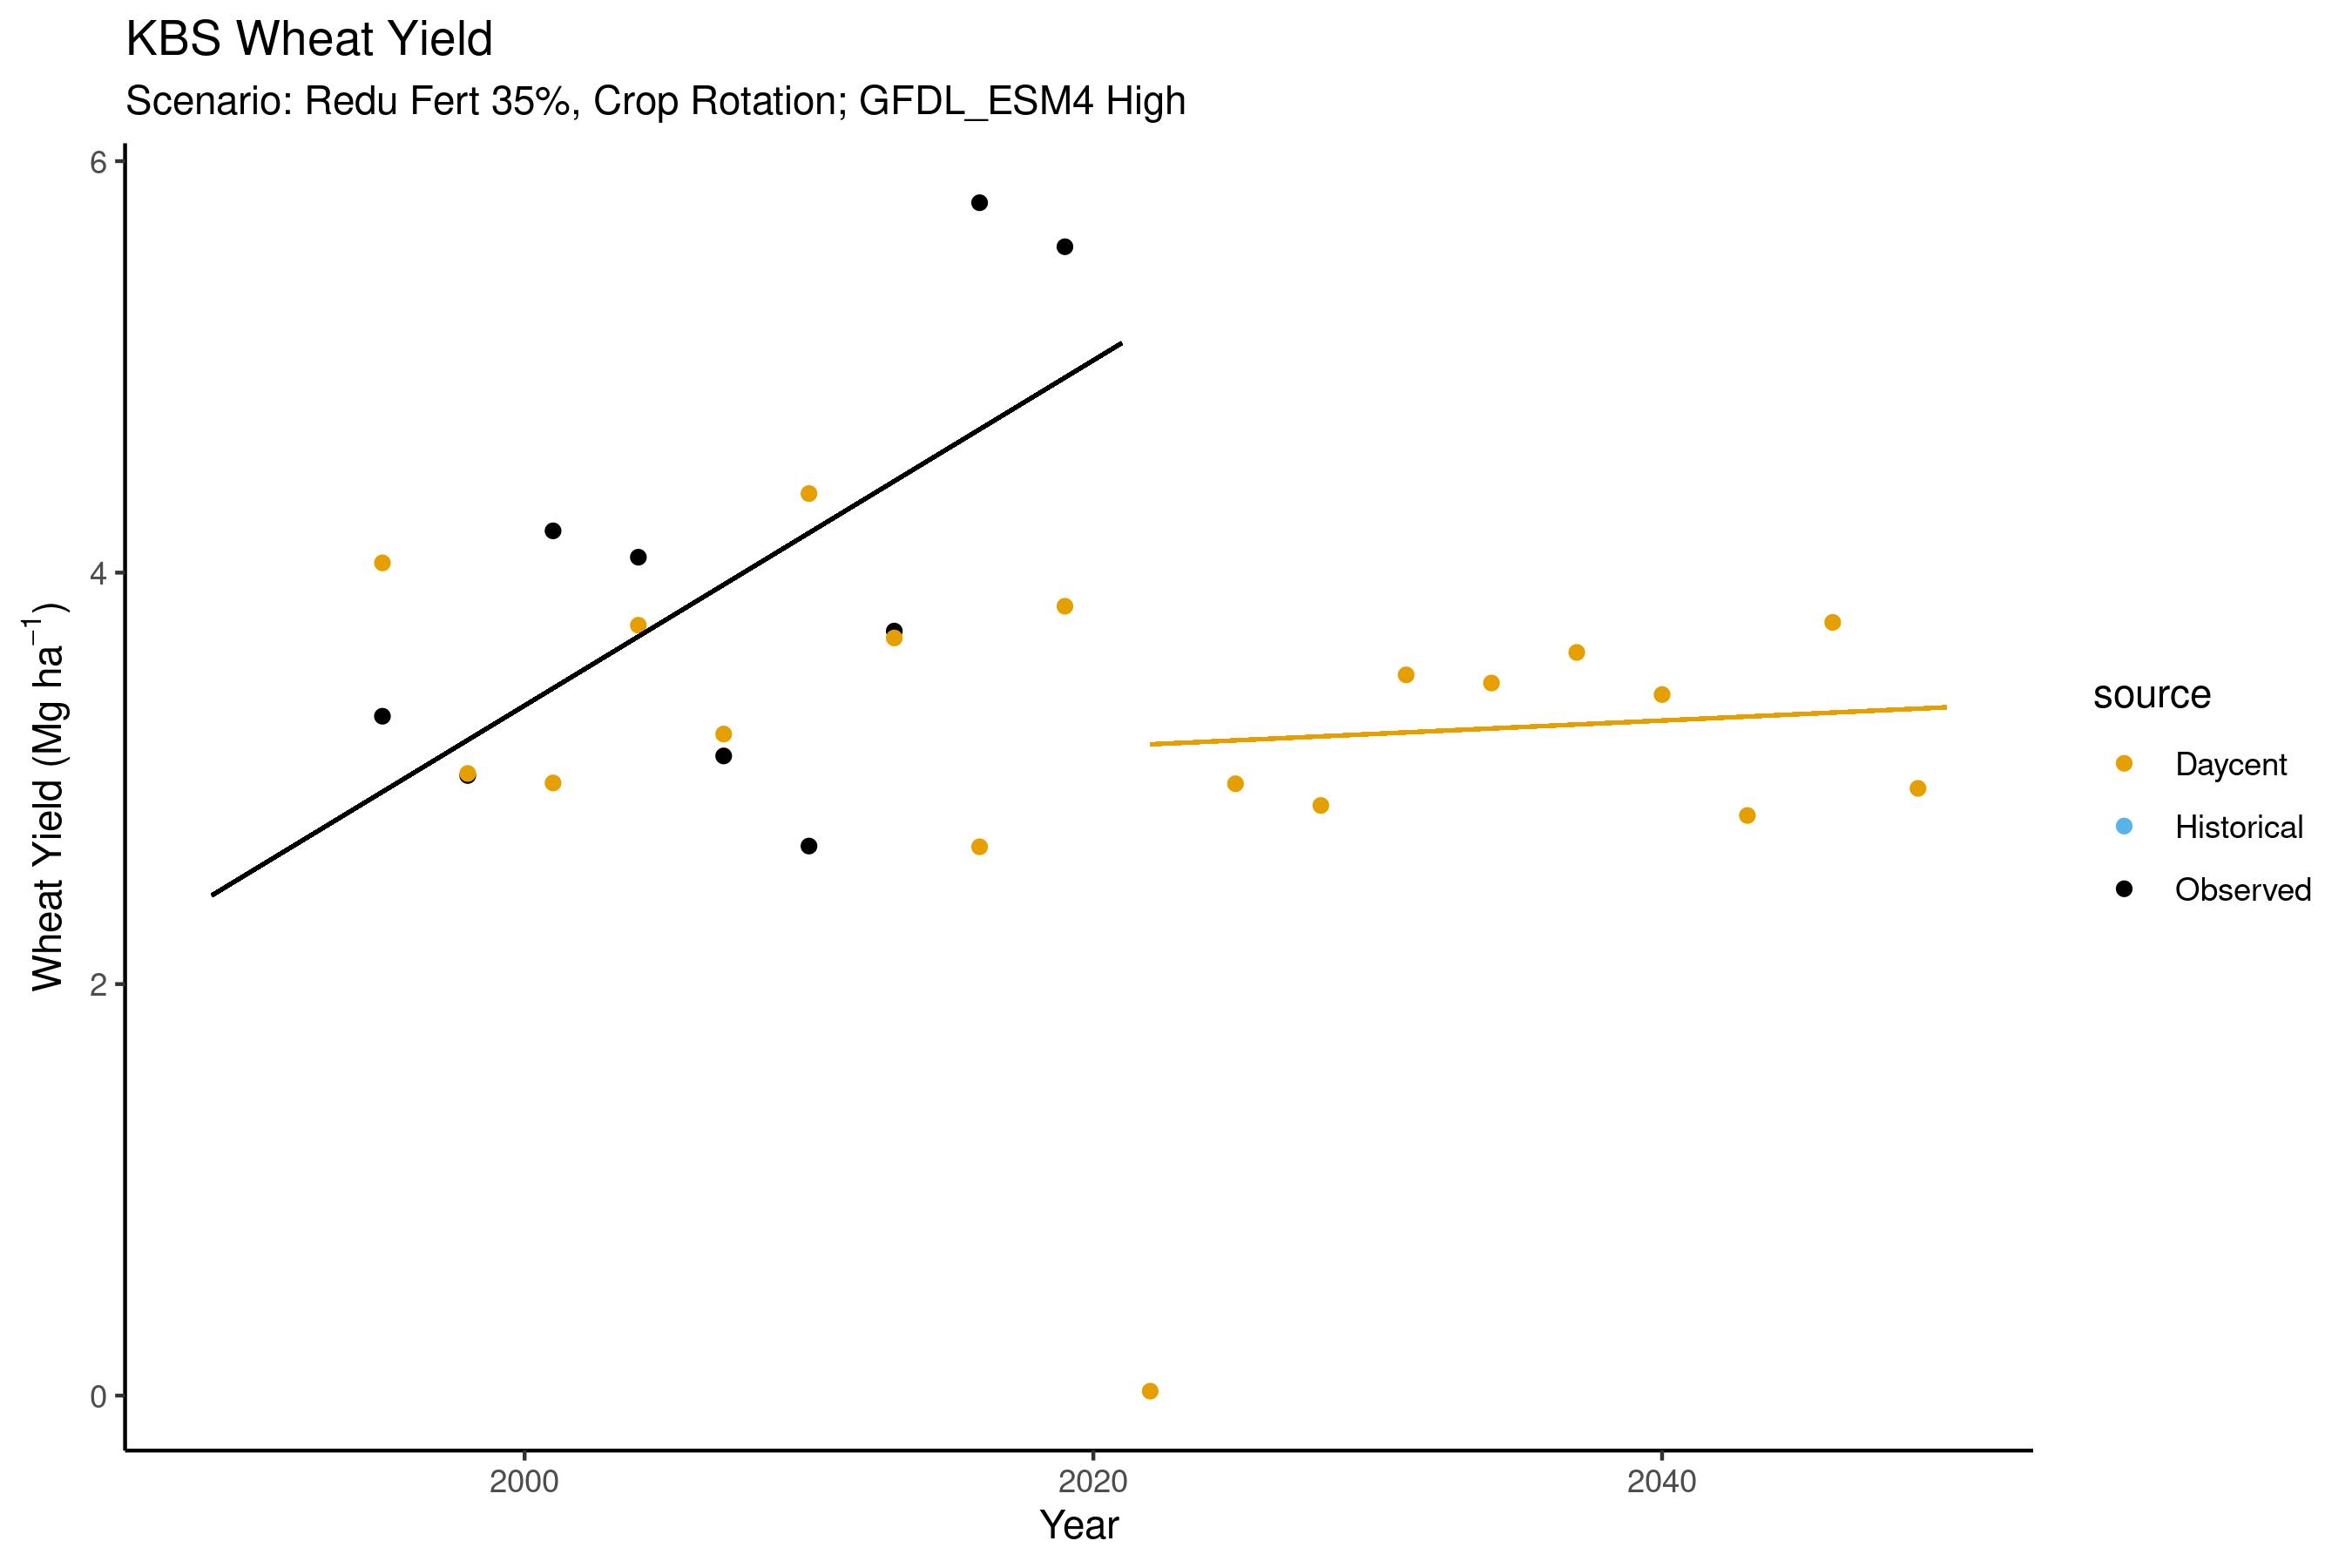 KBS Wheat Yield
Scenario: Redu Fert 35%, Crop Rotation; GFDL_ESM4 High
Wheat Yield (Mg ha⁻¹)
6
4
2
0
2000
2020
2040
Year
source
Daycent
Historical
Observed